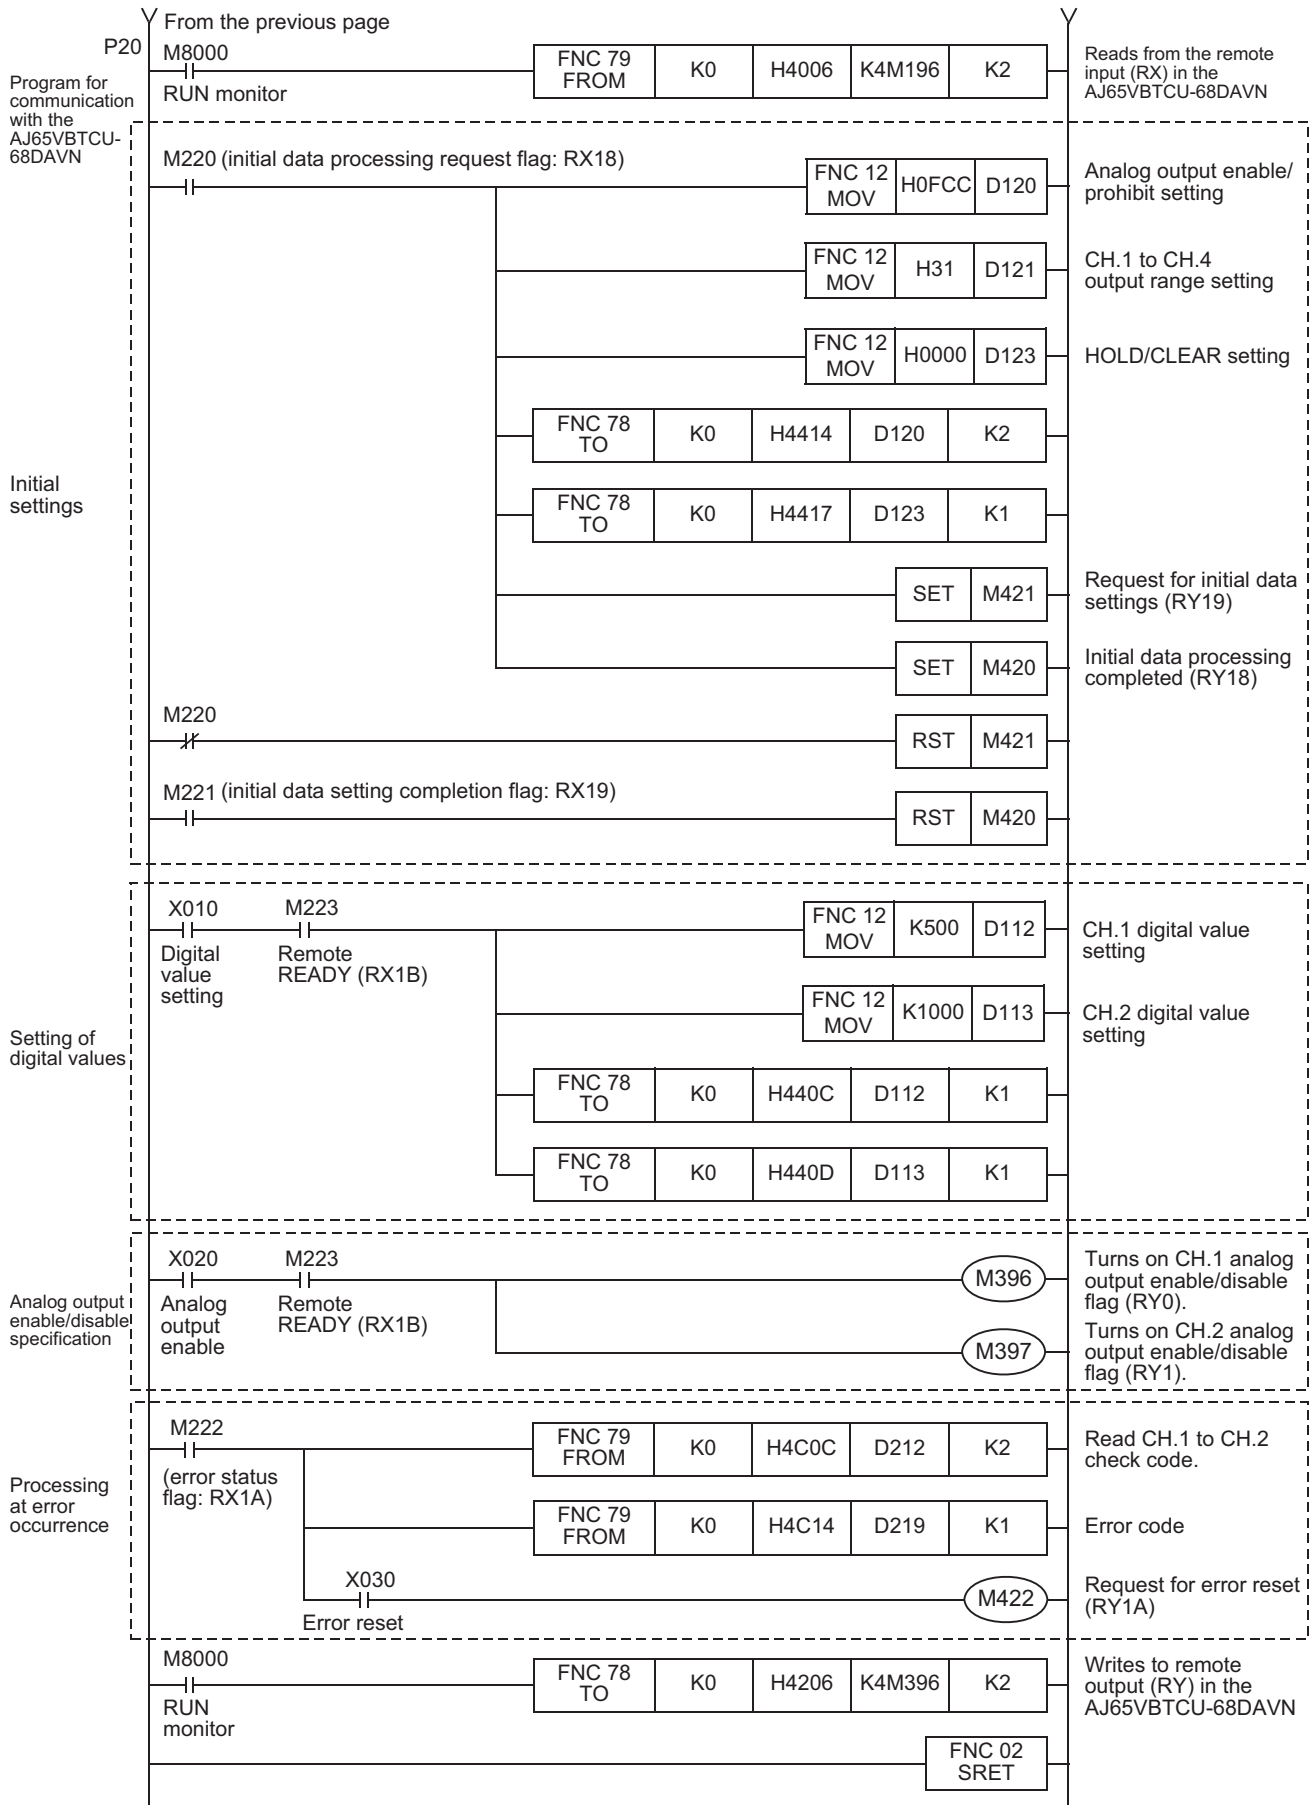 From the previous page
P20
M8000
RUN monitor
FNC 79
FROM
K0
H4006
K4M196
K2
Reads from the remote
input (RX) in the
AJ65VBTCU-68DAVN
Program for
communication
with the
AJ65VBTCU-
68DAVN
M220 (initial data processing request flag: RX18)
FNC 12
MOV
H0FCC
D120
Analog output enable/
prohibit setting
FNC 12
MOV
H31
D121
CH.1 to CH.4
output range setting
FNC 12
MOV
H0000
D123
HOLD/CLEAR setting
FNC 78
TO
K0
H4414
D120
K2
Initial
settings
FNC 78
TO
K0
H4417
D123
K1
SET
M421
Request for initial data
settings (RY19)
SET
M420
Initial data processing
completed (RY18)
M220
RST
M421
M221 (initial data setting completion flag: RX19)
RST
M420
X010
Digital
value
setting
M223
Remote
READY (RX1B)
FNC 12
MOV
K500
D112
CH.1 digital value
setting
FNC 12
MOV
K1000
D113
CH.2 digital value
setting
Setting of
digital values
FNC 78
TO
K0
H440C
D112
K1
FNC 78
TO
K0
H440D
D113
K1
X020
Analog
output
enable
M223
Remote
READY (RX1B)
M396
Turns on CH.1 analog
output enable/disable
flag (RY0).
Analog output
enable/disable
specification
M397
Turns on CH.2 analog
output enable/disable
flag (RY1).
M222
(error status
flag: RX1A)
FNC 79
FROM
K0
H4C0C
D212
K2
Read CH.1 to CH.2
check code.
Processing
at error
occurrence
FNC 79
FROM
K0
H4C14
D219
K1
Error code
X030
Error reset
M422
Request for error reset
(RY1A)
M8000
RUN
monitor
FNC 78
TO
K0
H4206
K4M396
K2
Writes to remote
output (RY) in the
AJ65VBTCU-68DAVN
FNC 02
SRET